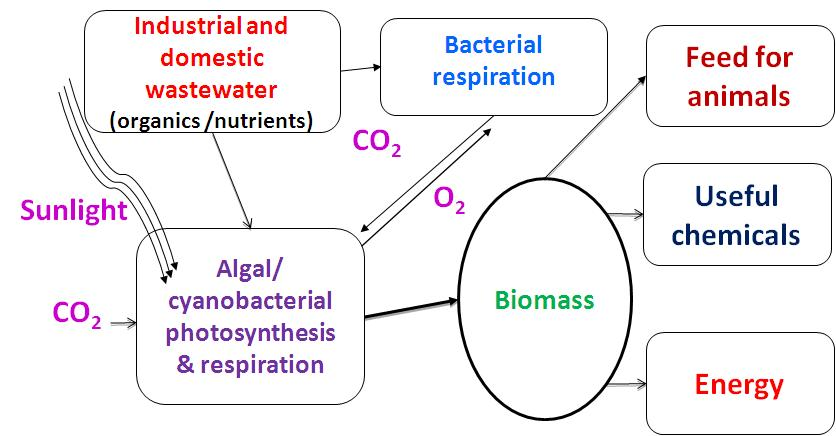 Industrial and
domestic
wastewater
(organics /nutrients)
Bacterial
respiration
Feed for
animals
CO₂
O₂
Sunlight
Useful
chemicals
Algal/
cyanobacterial
photosynthesis
& respiration
CO₂
Biomass
Energy